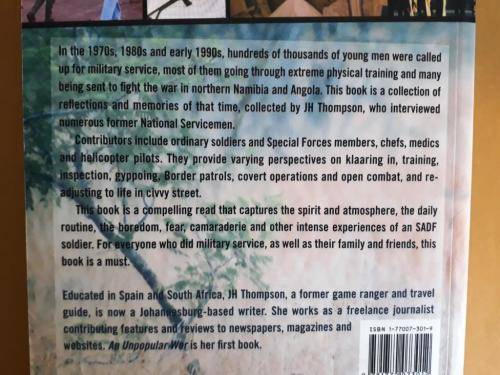 In the 1970s, 1980s and early 1990s, hundreds of thousands of young men were called
up for military service, most of them going through extreme physical training and many
being sent to fight the war in northern Namibia and Angola. This book is a collection of
reflections and memories of that time, collected by JH Thompson, who interviewed
numerous former National Servicemen.
Contributors include ordinary soldiers and Special Forces members, chefs, medics
and helicopter pilots. They provide varying perspectives on klaaring in, training,
inspection, gyppoing, Border patrols, covert operations and open combat, and re-
adjusting to life in civvy street.
This book is a compelling read that captures the spirit and atmosphere, the daily
routine, the boredom, fear, camaraderie and other intense experiences of an SADF
soldier. For everyone who did military service, as well as their family and friends, this
book is a must.
Educated in Spain and South Africa, JH Thompson, a former game ranger and travel
guide, is now a Johannesburg-based writer. She works as a freelance journalist
contributing features and reviews to newspapers, magazines and
websites. An Unpopular War is her first book.
ISBN 1-77007-301-9